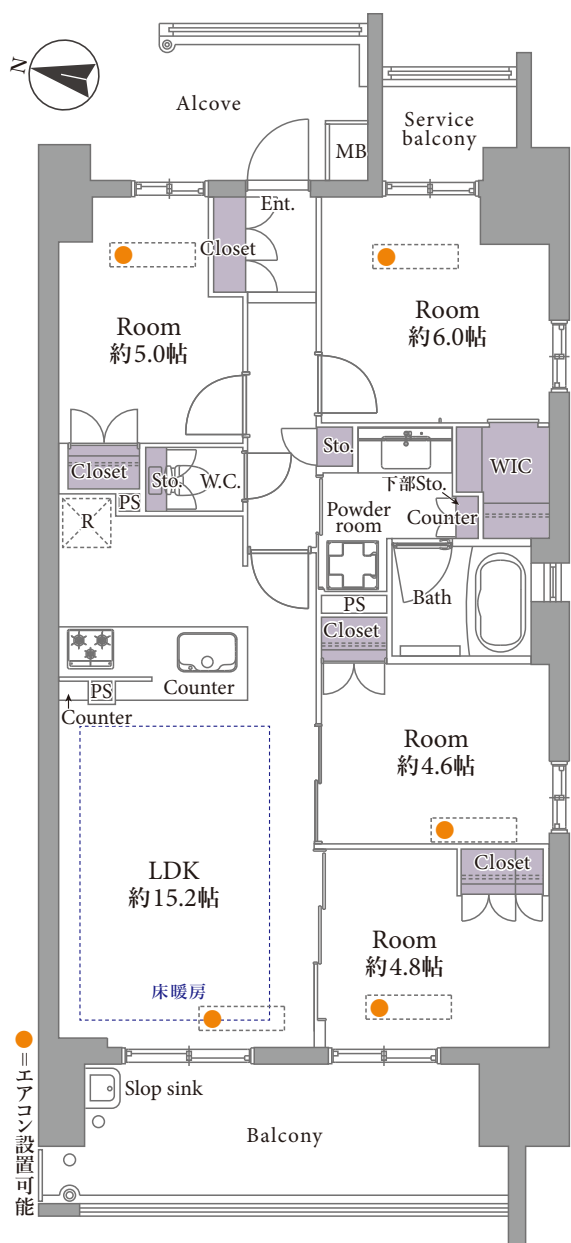 N
Alcove
Service
balcony
MB
Ent.
Closet
Room
約5.0帖
Room
約6.0帖
Closet
PS
Sto.
W.C.
Sto.
WIC
下部Sto.
Counter
R
Powder
room
PS
Bath
Closet
PS
Counter
Counter
Room
約4.6帖
LDK
約15.2帖
Closet
Room
約4.8帖
床暖房
=エアコン設置可能
Slop sink
Balcony